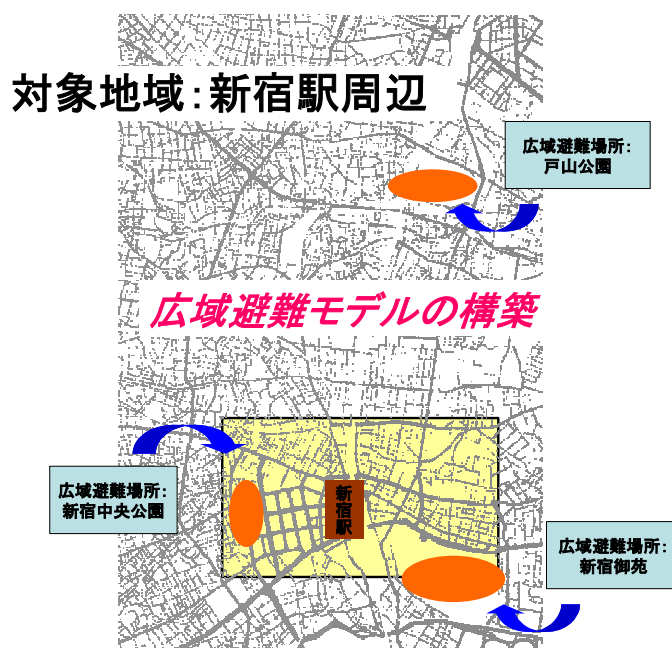 対象地域：新宿駅周辺
広域避難場所：
戸山公園
広域避難モデルの構築
広域避難場所：
新宿中央公園
新宿駅
広域避難場所：
新宿御苑